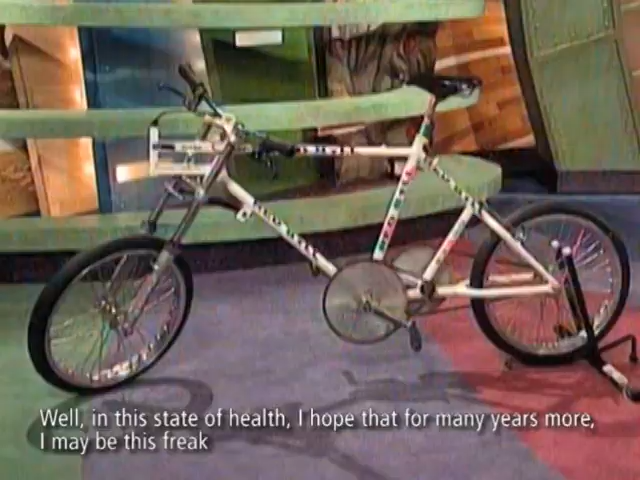 Well, in this state of health, I hope that for many years more,
I may be this freak